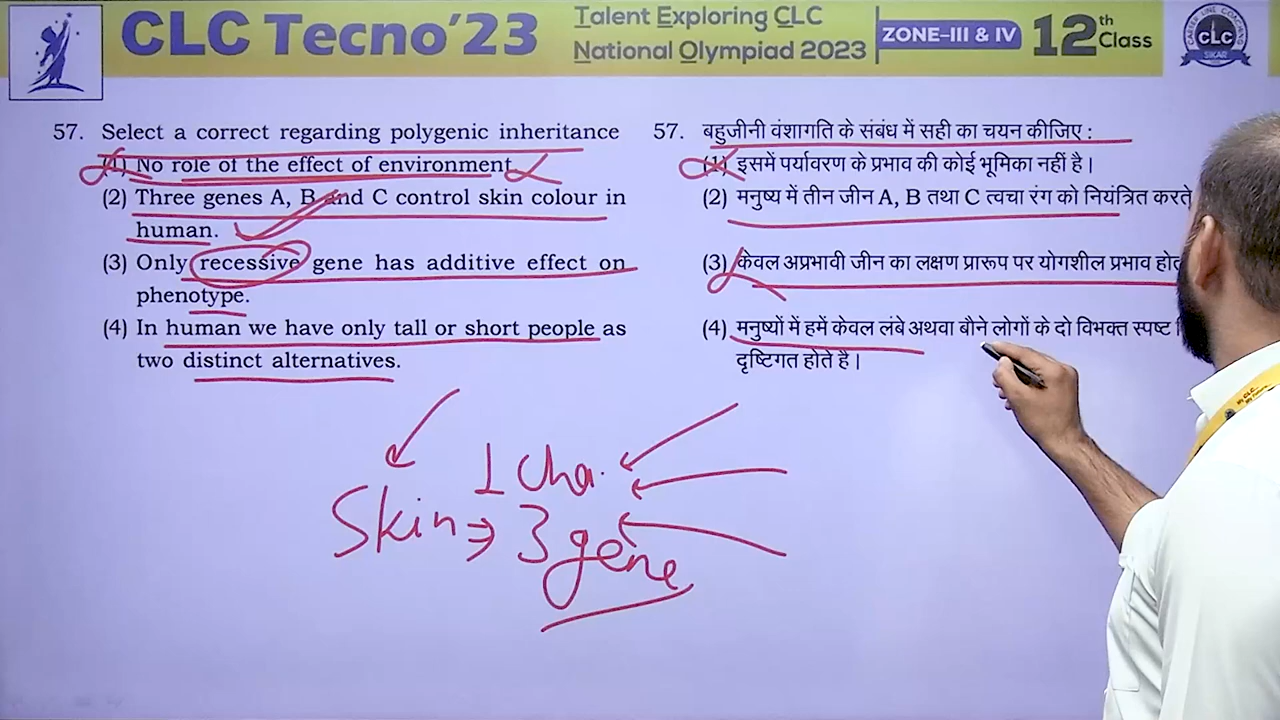 CLC Tecno’23
Talent Exploring CLC
National Olympiad 2023
ZONE–III & IV
12th Class
CLC
SIKAR
57. Select a correct regarding polygenic inheritance
(1) No role of the effect of environment
(2) Three genes A, B and C control skin colour in
human.
(3) Only recessive gene has additive effect on
phenotype.
(4) In human we have only tall or short people as
two distinct alternatives.
57. बहुजीनी वंशागति के संबंध में सही का चयन कीजिए :
(1) इसमें पर्यावरण के प्रभाव की कोई भूमिका नहीं है।
(2) मनुष्य में तीन जीन A, B तथा C त्वचा रंग को नियंत्रित करते
(3) केवल अप्रभावी जीन का लक्षण प्रारूप पर योगशील प्रभाव
(4) मनुष्यों में हमें केवल लंबे अथवा बौने लोगों के दो विभक्त स्पष्ट
दृष्टिगत होते है।
1 Cha.
Skin ⇒ 3 gene